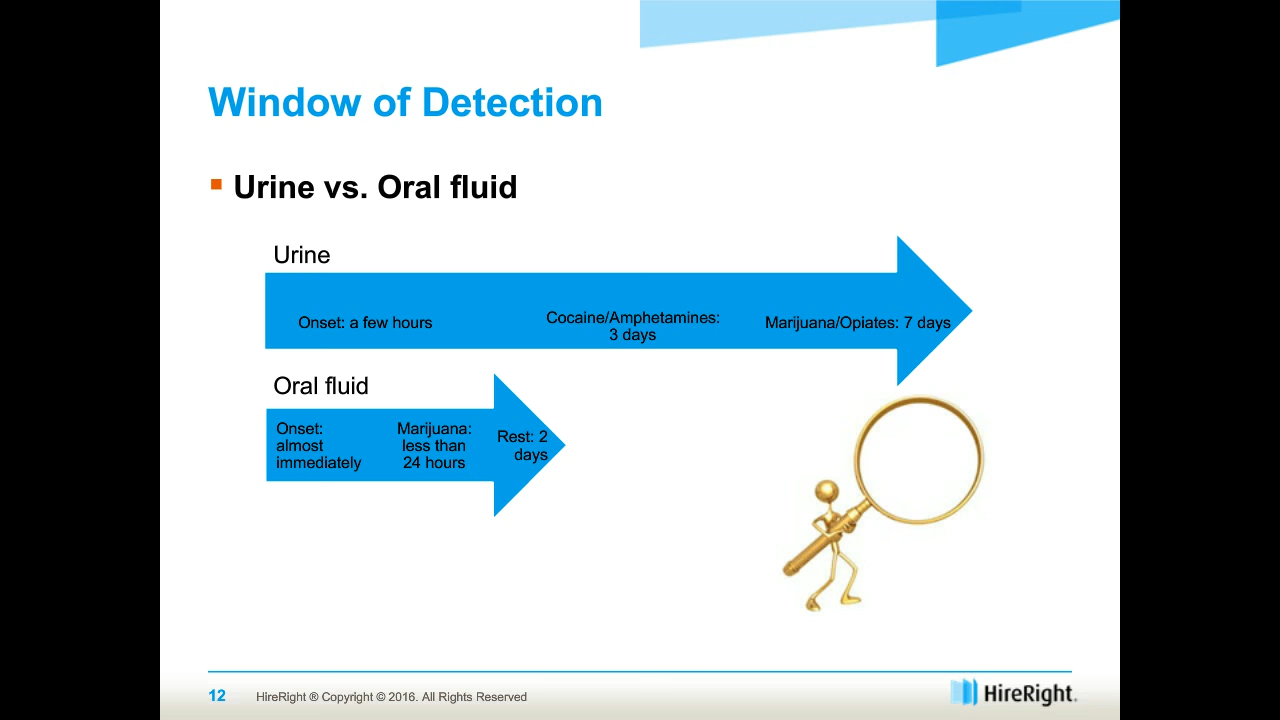 Window of Detection
Urine vs. Oral fluid
Urine
Onset: a few hours
Cocaine/Amphetamines:
3 days
Marijuana/Opiates: 7 days
Oral fluid
Onset:
almost
immediately
Marijuana:
less than
24 hours
Rest: 2
days
12
HireRight ® Copyright © 2016. All Rights Reserved
HireRight.